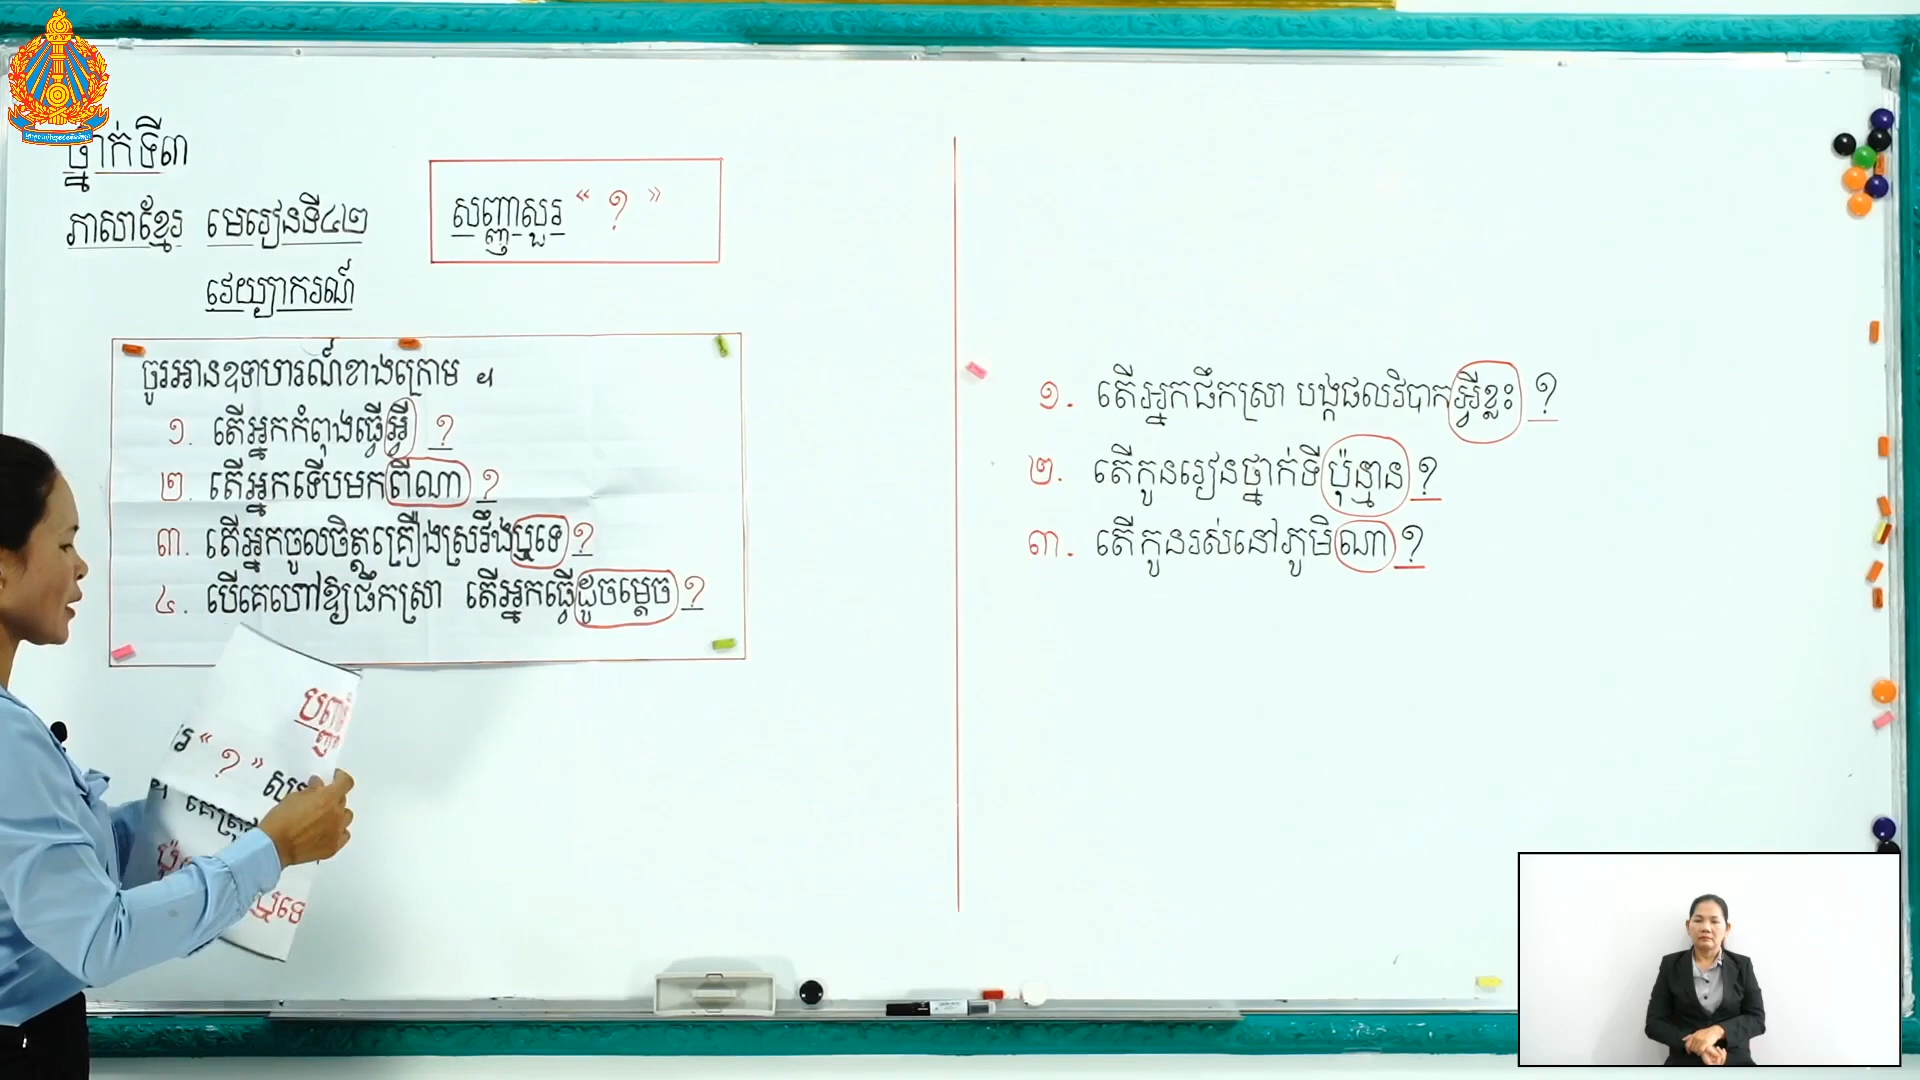 ថ្នាក់ទី៣
ភាសាខ្មែរ មេរៀនទី៤២
វេយ្យាករណ៍
សញ្ញាសួរ “ ? ”
ចូរអានឧទាហរណ៍ខាងក្រោម ។
១. តើអ្នកកំពុងធ្វើអ្វី ?
២. តើអ្នកទើបមកពីណា ?
៣. តើអ្នកចូលចិត្តគ្រឿងស្រវឹងឬទេ ?
៤. បើគេហៅឱ្យផឹកស្រា តើអ្នកធ្វើដូចម្ដេច ?
១. តើអ្នកផឹកស្រា បង្កផលវិបាកអ្វីខ្លះ ?
២. តើកូនរៀនថ្នាក់ទីប៉ុន្មាន ?
៣. តើកូនរស់នៅភូមិណា ?
“ ? ”
ឬទេ